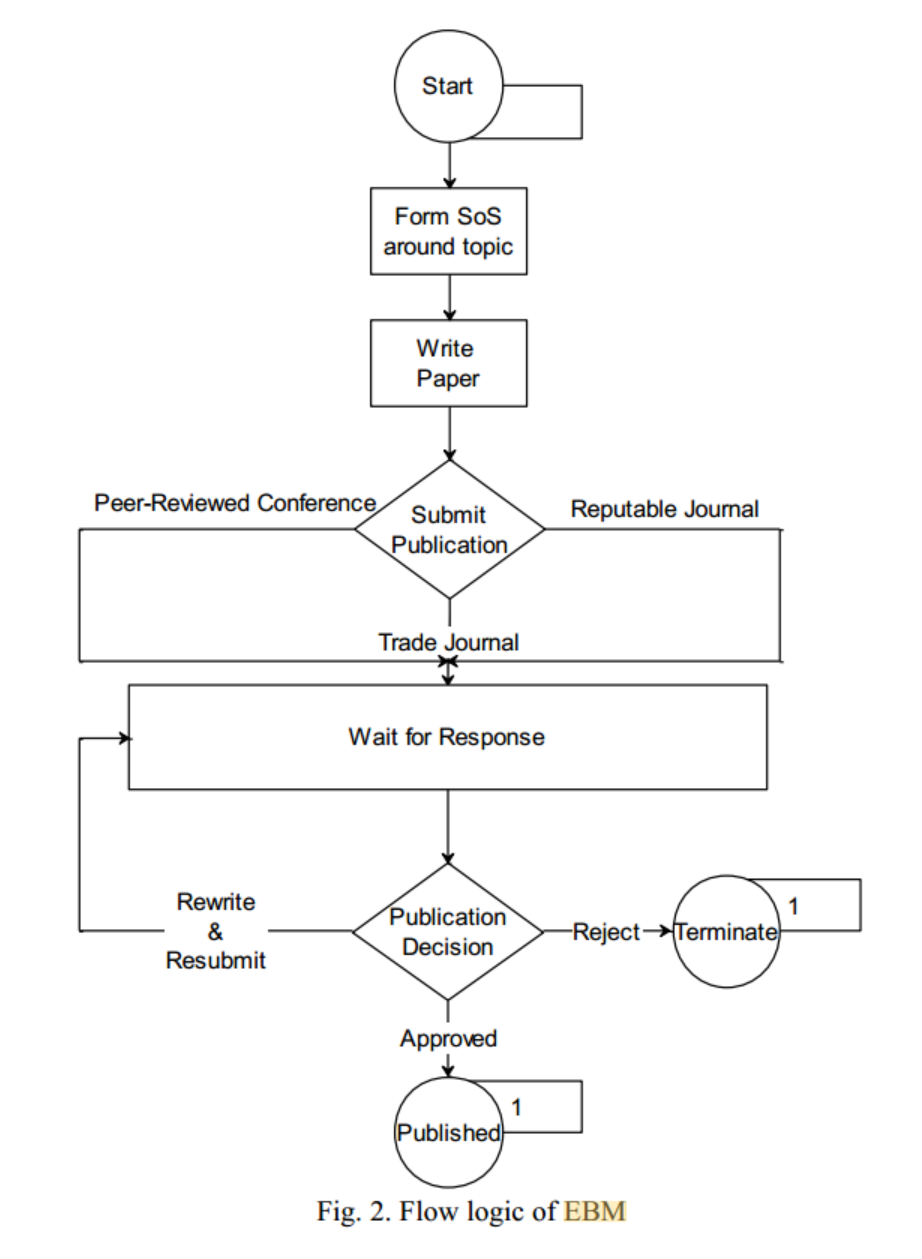 Start
Form SoS
around topic
Write
Paper
Peer-Reviewed Conference
Submit
Publication
Reputable Journal
Trade Journal
Wait for Response
Rewrite
&
Resubmit
Publication
Decision
Reject
Terminate
1
Approved
Published
1
Fig. 2. Flow logic of EBM